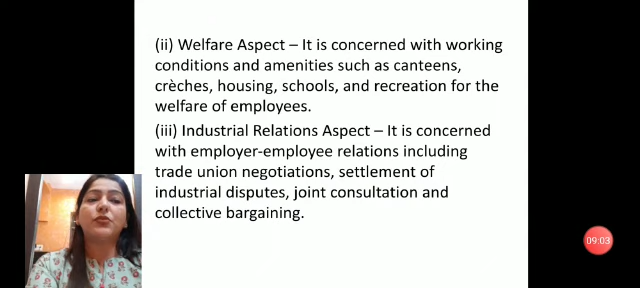 (ii) Welfare Aspect – It is concerned with working
conditions and amenities such as canteens,
crèches, housing, schools, and recreation for the
welfare of employees.
(iii) Industrial Relations Aspect – It is concerned
with employer-employee relations including
trade union negotiations, settlement of
industrial disputes, joint consultation and
collective bargaining.
09:03